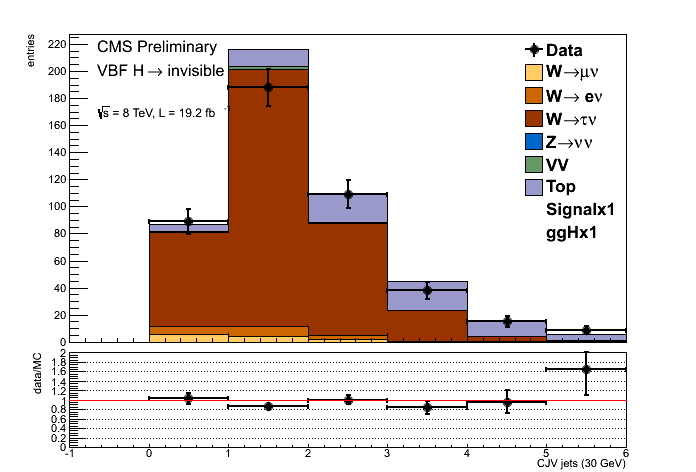 entries
CMS Preliminary
VBF H → invisible
√s = 8 TeV, L = 19.2 fb⁻¹
Data
W→μν
W→ eν
W→τν
Z→νν
VV
Top
Signalx1
ggHx1
220
200
180
160
140
120
100
80
60
40
20
0
data/MC
2
1.8
1.6
1.4
1.2
1
0.8
0.6
0.4
0.2
0
-1 0 1 2 3 4 5 6
CJV jets (30 GeV)